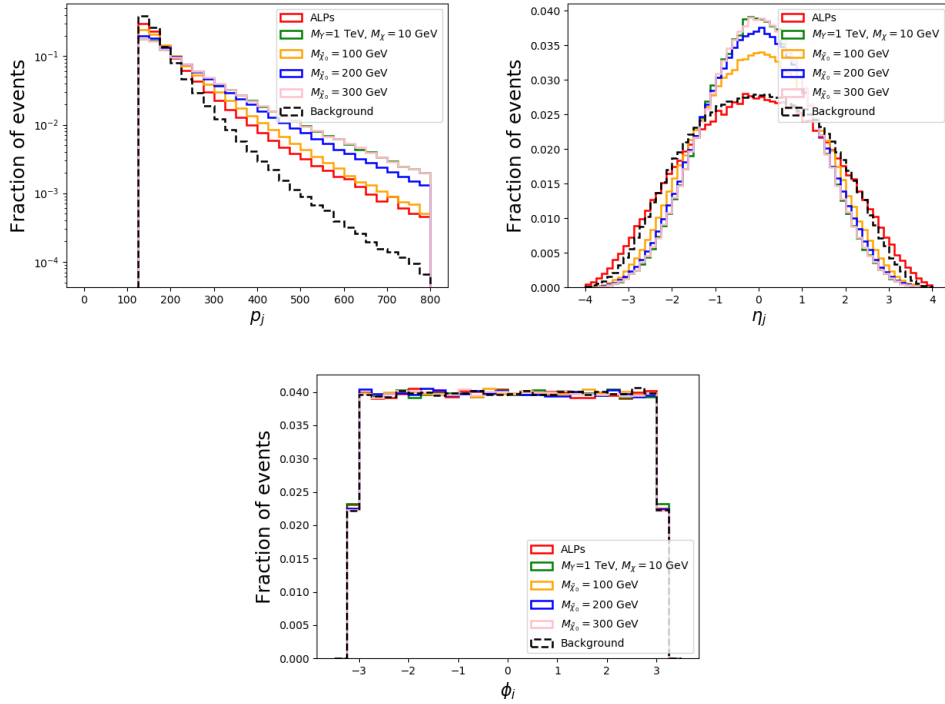 Fraction of events
10⁻¹
10⁻²
10⁻³
10⁻⁴
0 100 200 300 400 500 600 700 800
p_j
ALPs
M_Y=1 TeV, M_χ = 10 GeV
M_χ̃₀ = 100 GeV
M_χ̃₀ = 200 GeV
M_χ̃₀ = 300 GeV
Background
Fraction of events
0.040
0.035
0.030
0.025
0.020
0.015
0.010
0.005
0.000
−4 −3 −2 −1 0 1 2 3 4
η_j
ALPs
M_Y=1 TeV, M_χ = 10 GeV
M_χ̃₀ = 100 GeV
M_χ̃₀ = 200 GeV
M_χ̃₀ = 300 GeV
Background
Fraction of events
0.040
0.035
0.030
0.025
0.020
0.015
0.010
0.005
0.000
−3 −2 −1 0 1 2 3
ϕ_j
ALPs
M_Y=1 TeV, M_χ = 10 GeV
M_χ̃₀ = 100 GeV
M_χ̃₀ = 200 GeV
M_χ̃₀ = 300 GeV
Background